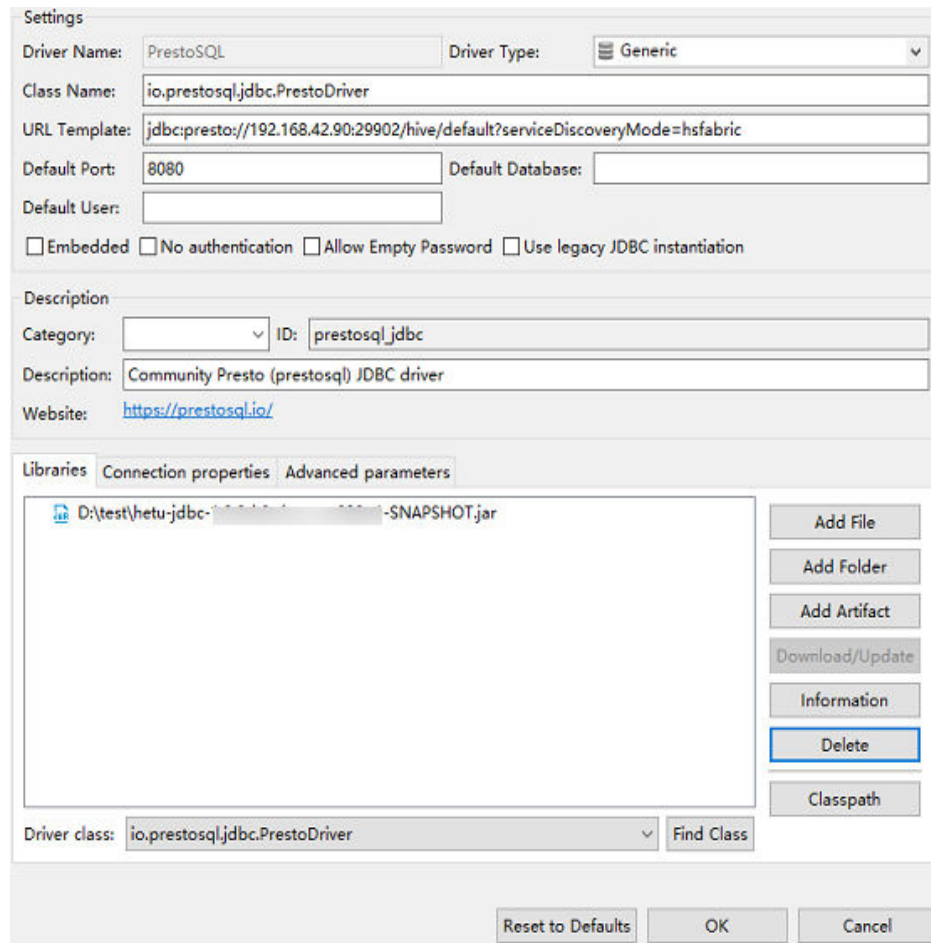 Settings
Driver Name: PrestoSQL Driver Type: Generic
Class Name: io.prestosql.jdbc.PrestoDriver
URL Template: jdbc:presto://192.168.42.90:29902/hive/default?serviceDiscoveryMode=hsfabric
Default Port: 8080 Default Database:
Default User:
Embedded No authentication Allow Empty Password Use legacy JDBC instantiation
Description
Category: ID: prestosql_jdbc
Description: Community Presto (prestosql) JDBC driver
Website: https://prestosql.io/
Libraries Connection properties Advanced parameters
D:\test\hetu-jdbc- -SNAPSHOT.jar
Add File
Add Folder
Add Artifact
Download/Update
Information
Delete
Classpath
Driver class: io.prestosql.jdbc.PrestoDriver Find Class
Reset to Defaults OK Cancel